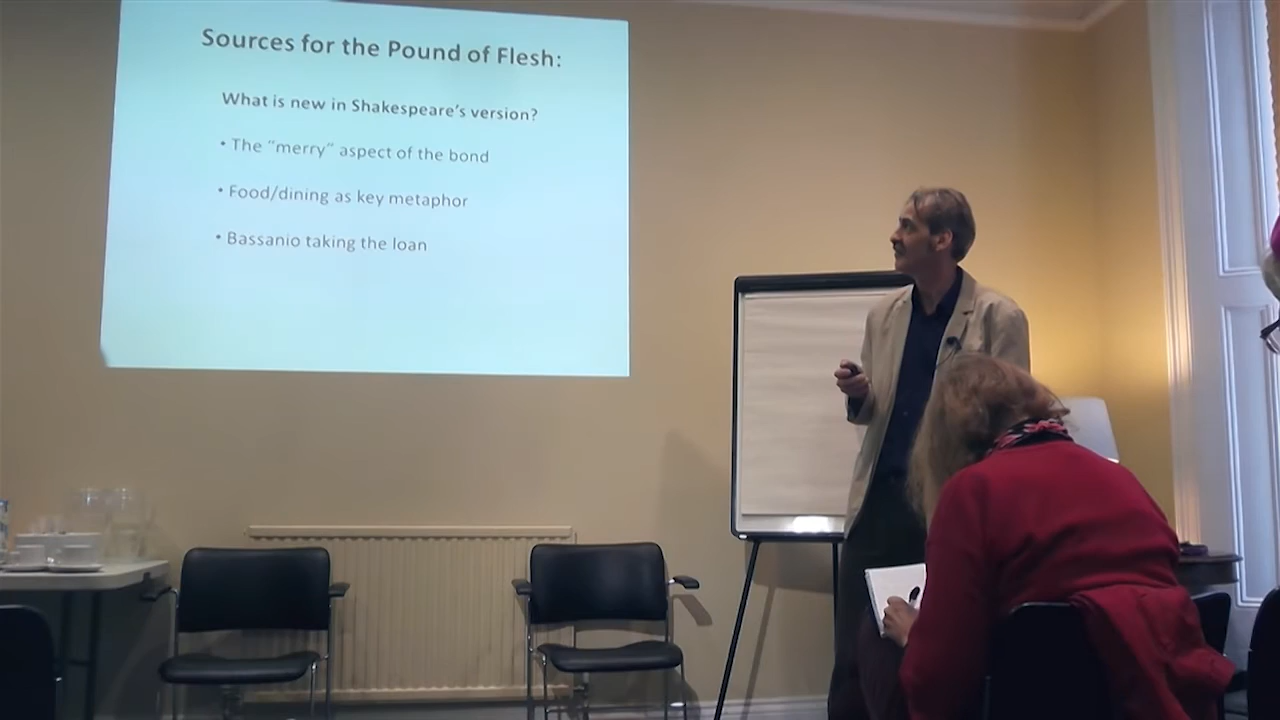 Sources for the Pound of Flesh:
What is new in Shakespeare's version?
• The "merry" aspect of the bond
• Food/dining as key metaphor
• Bassanio taking the loan